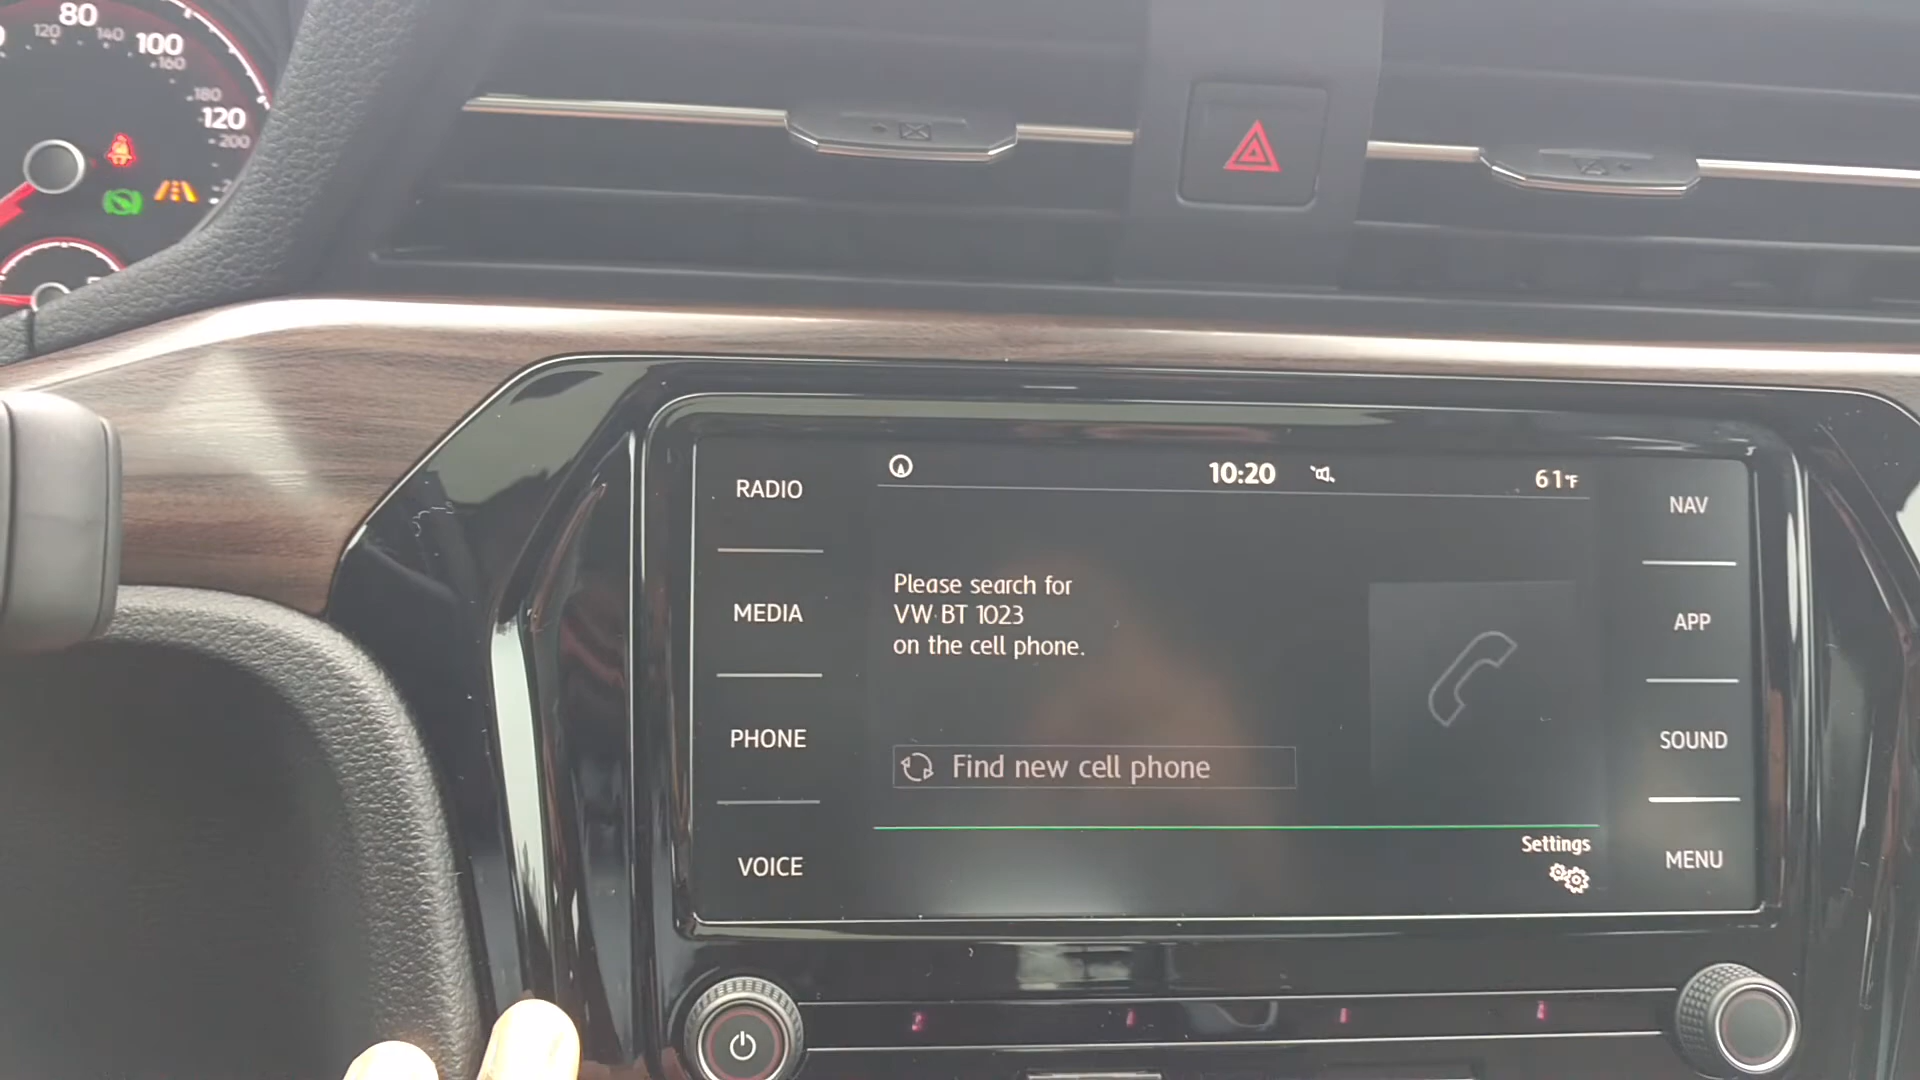 80
120
140
100
160
180
120
200
RADIO
10:20
61°F
NAV
MEDIA
Please search for
VW BT 1023
on the cell phone.
APP
PHONE
Find new cell phone
SOUND
Settings
VOICE
MENU